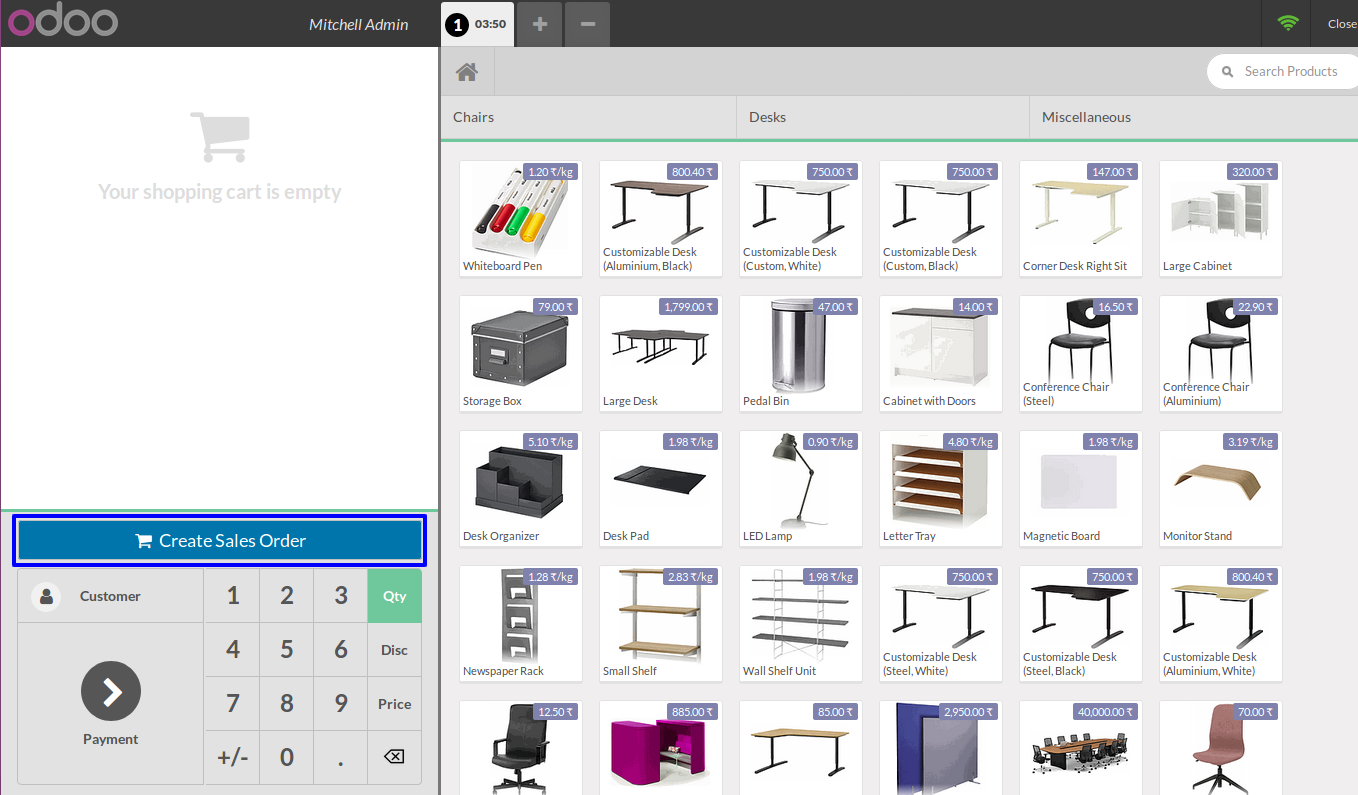 odoo
Mitchell Admin
1 03:50
Close
Search Products
Chairs
Desks
Miscellaneous
Your shopping cart is empty
1.20 ₹/kg
Whiteboard Pen
800.40 ₹
Customizable Desk
(Aluminium, Black)
750.00 ₹
Customizable Desk
(Custom, White)
750.00 ₹
Customizable Desk
(Custom, Black)
147.00 ₹
Corner Desk Right Sit
320.00 ₹
Large Cabinet
79.00 ₹
Storage Box
1,799.00 ₹
Large Desk
47.00 ₹
Pedal Bin
14.00 ₹
Cabinet with Doors
16.50 ₹
Conference Chair
(Steel)
22.90 ₹
Conference Chair
(Aluminium)
5.10 ₹/kg
Desk Organizer
1.98 ₹/kg
Desk Pad
0.90 ₹/kg
LED Lamp
4.80 ₹/kg
Letter Tray
1.98 ₹/kg
Magnetic Board
3.19 ₹/kg
Monitor Stand
1.28 ₹/kg
Newspaper Rack
2.83 ₹/kg
Small Shelf
1.98 ₹/kg
Wall Shelf Unit
750.00 ₹
Customizable Desk
(Steel, White)
750.00 ₹
Customizable Desk
(Steel, Black)
800.40 ₹
Customizable Desk
(Aluminium, White)
12.50 ₹
885.00 ₹
85.00 ₹
2,950.00 ₹
40,000.00 ₹
70.00 ₹
Create Sales Order
Customer
1 2 3 Qty
4 5 6 Disc
7 8 9 Price
+/- 0 .
Payment